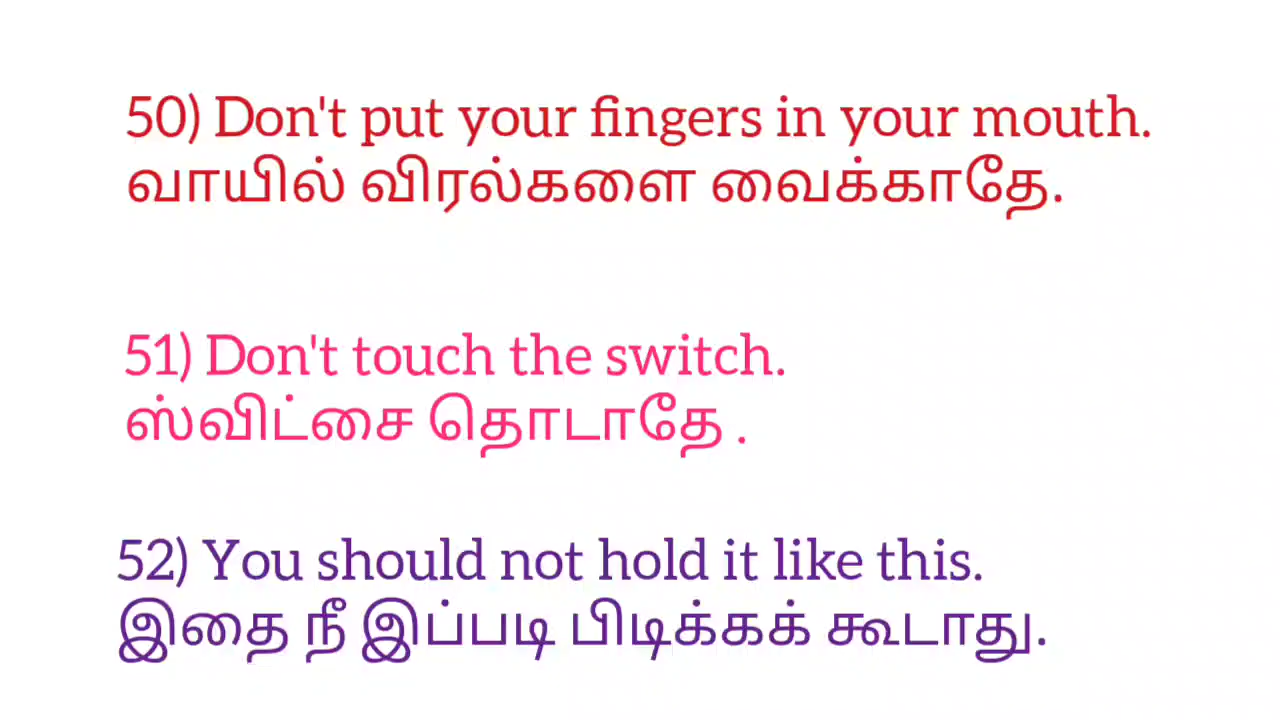 50) Don't put your fingers in your mouth.
வாயில் விரல்களை வைக்காதே.
51) Don't touch the switch.
ஸ்விட்சை தொடாதே .
52) You should not hold it like this.
இதை நீ இப்படி பிடிக்கக் கூடாது.